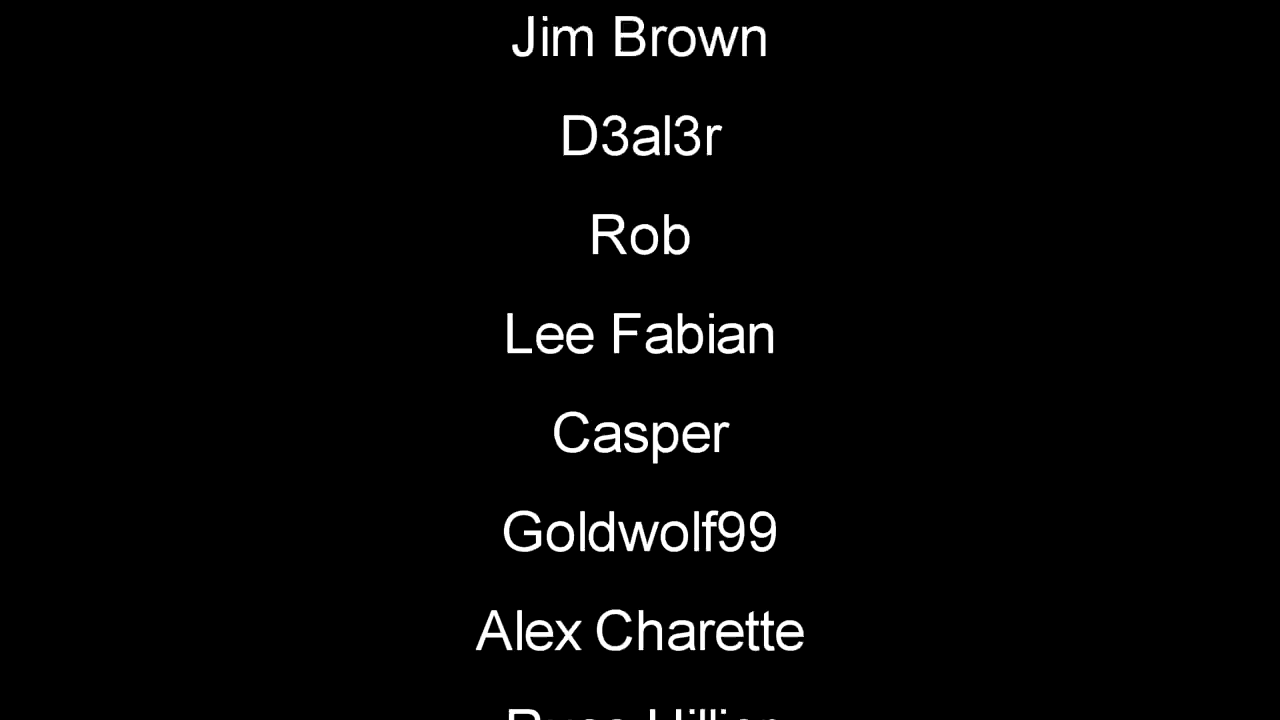 Jim Brown
D3al3r
Rob
Lee Fabian
Casper
Goldwolf99
Alex Charette